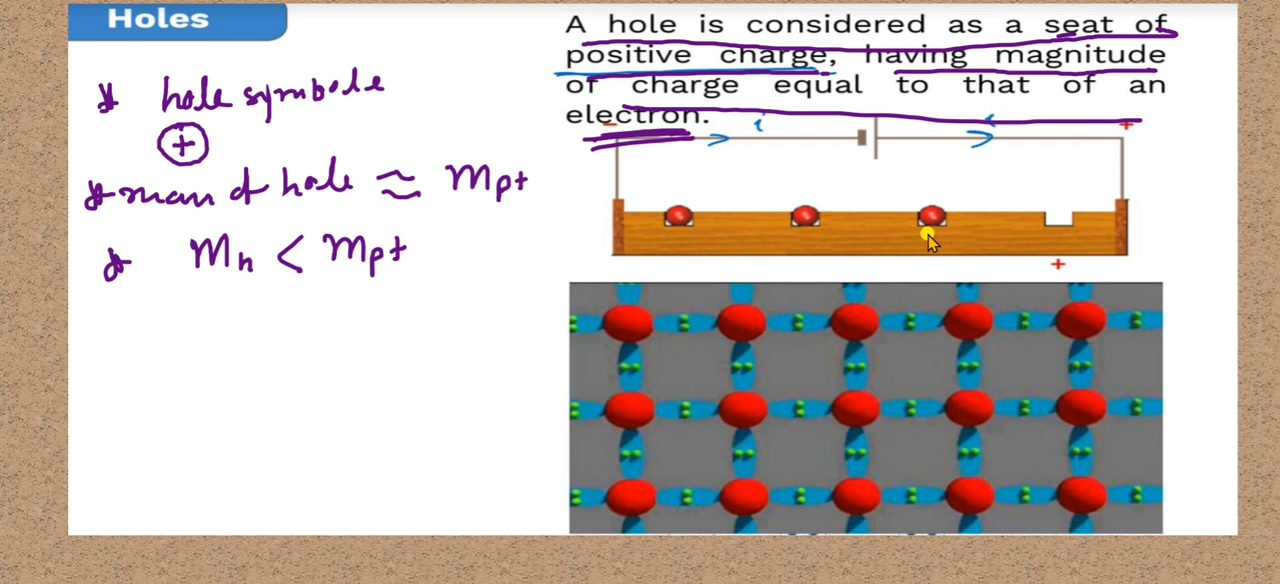 Holes
A hole is considered as a seat of
positive charge, having magnitude
of charge equal to that of an
electron.
* hole symbole
+
* mass of hole ≈ mp+
* Mh < mp+
- i +
+